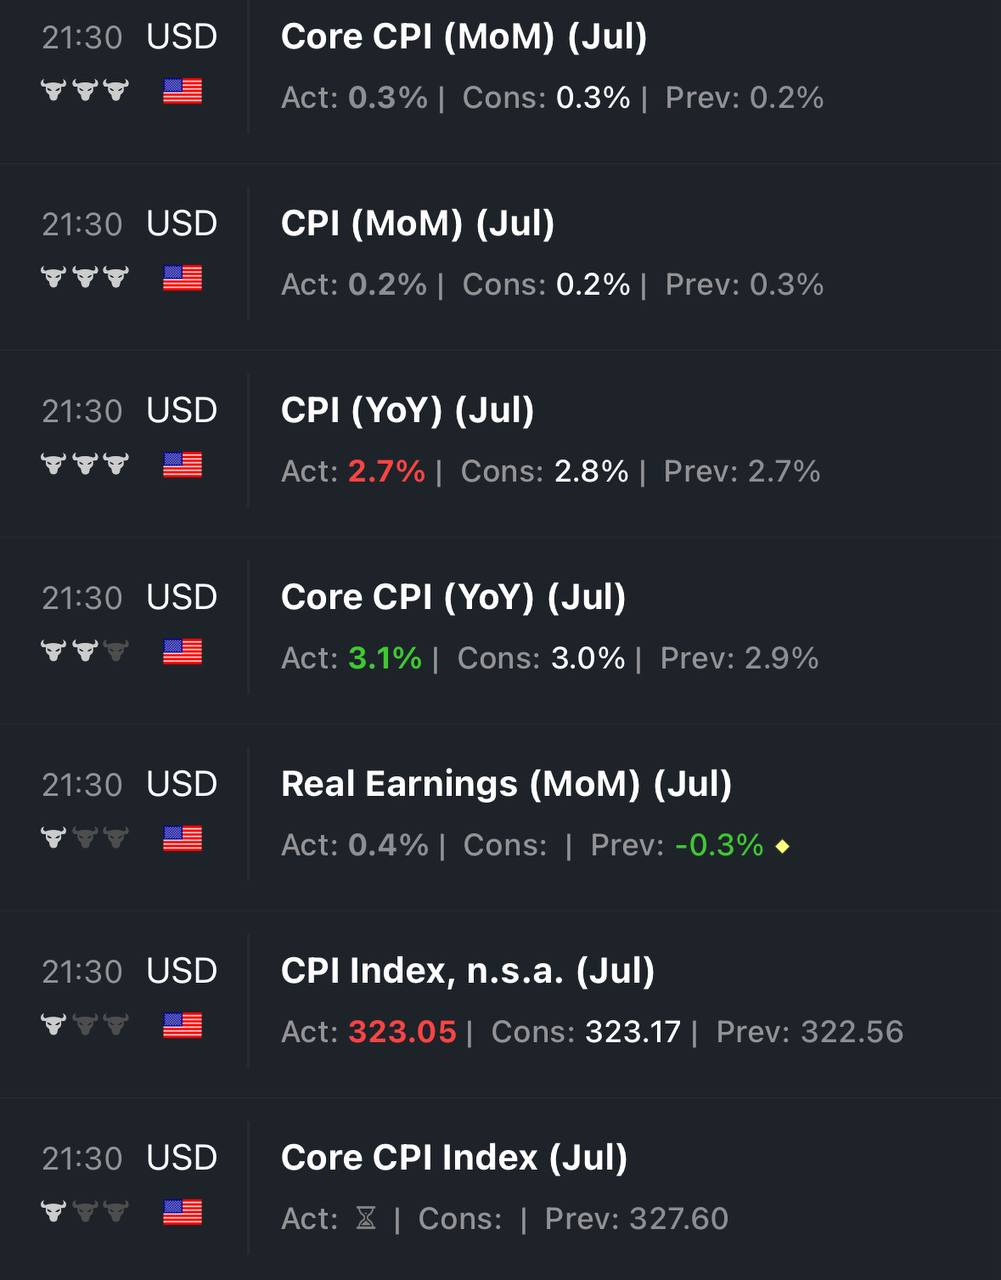 21:30 USD Core CPI (MoM) (Jul)
Act: 0.3% | Cons: 0.3% | Prev: 0.2%
21:30 USD CPI (MoM) (Jul)
Act: 0.2% | Cons: 0.2% | Prev: 0.3%
21:30 USD CPI (YoY) (Jul)
Act: 2.7% | Cons: 2.8% | Prev: 2.7%
21:30 USD Core CPI (YoY) (Jul)
Act: 3.1% | Cons: 3.0% | Prev: 2.9%
21:30 USD Real Earnings (MoM) (Jul)
Act: 0.4% | Cons: | Prev: -0.3%
21:30 USD CPI Index, n.s.a. (Jul)
Act: 323.05 | Cons: 323.17 | Prev: 322.56
21:30 USD Core CPI Index (Jul)
Act: | Cons: | Prev: 327.60